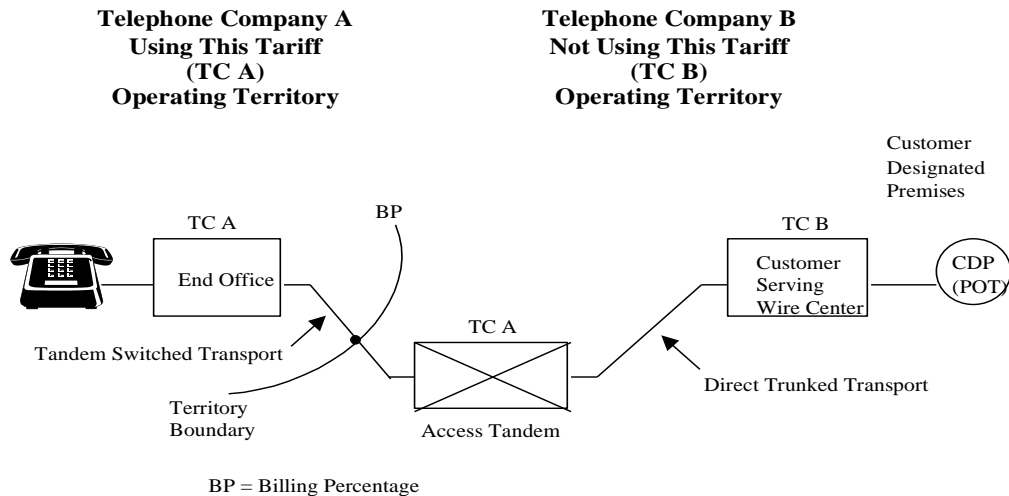 Telephone Company A
Using This Tariff
(TC A)
Operating Territory
Telephone Company B
Not Using This Tariff
(TC B)
Operating Territory
Customer
Designated
Premises
BP
TC A
TC B
End Office
Customer
Serving
Wire Center
CDP
(POT)
TC A
Tandem Switched Transport
Direct Trunked Transport
Territory
Boundary
Access Tandem
BP = Billing Percentage